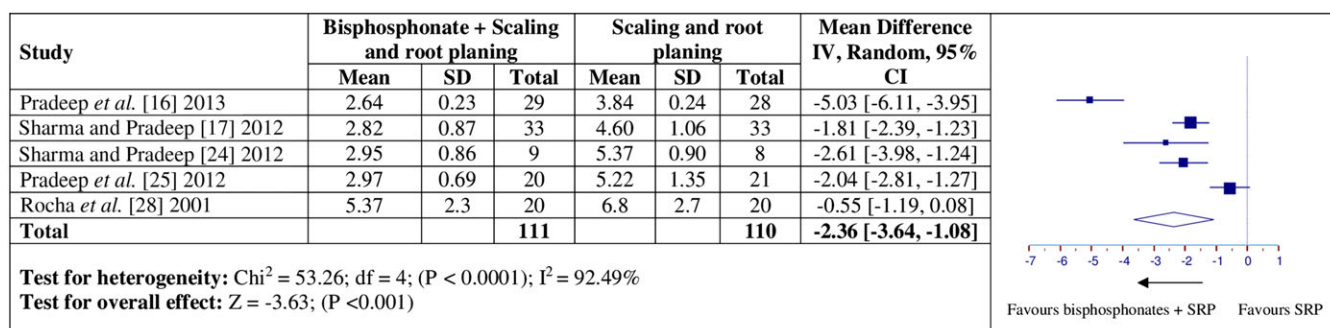 Study Bisphosphonate + Scaling and root planing Scaling and root planing Mean Difference IV, Random, 95% CI
Mean SD Total Mean SD Total
Pradeep et al. [16] 2013 2.64 0.23 29 3.84 0.24 28 -5.03 [-6.11, -3.95]
Sharma and Pradeep [17] 2012 2.82 0.87 33 4.60 1.06 33 -1.81 [-2.39, -1.23]
Sharma and Pradeep [24] 2012 2.95 0.86 9 5.37 0.90 8 -2.61 [-3.98, -1.24]
Pradeep et al. [25] 2012 2.97 0.69 20 5.22 1.35 21 -2.04 [-2.81, -1.27]
Rocha et al. [28] 2001 5.37 2.3 20 6.8 2.7 20 -0.55 [-1.19, 0.08]
Total 111 110 -2.36 [-3.64, -1.08]
Test for heterogeneity: Chi² = 53.26; df = 4; (P < 0.0001); I² = 92.49%
Test for overall effect: Z = -3.63; (P <0.001)
-7 -6 -5 -4 -3 -2 -1 0 1
Favours bisphosphonates + SRP Favours SRP